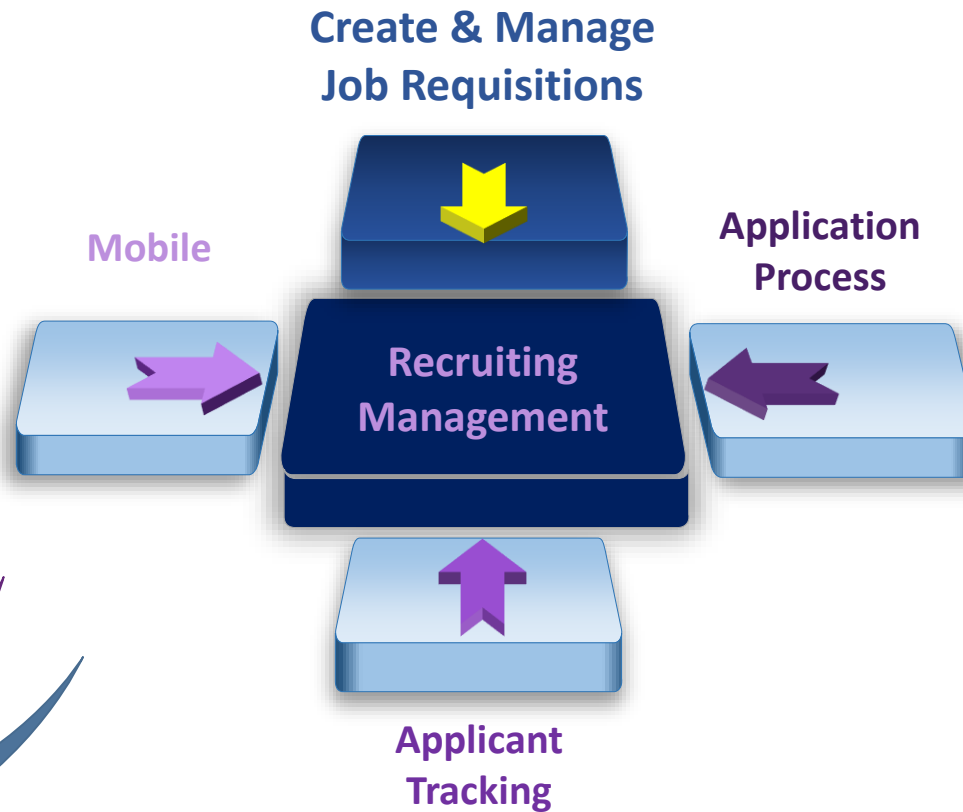 Create & Manage
Job Requisitions
Mobile
Application
Process
Recruiting
Management
Applicant
Tracking